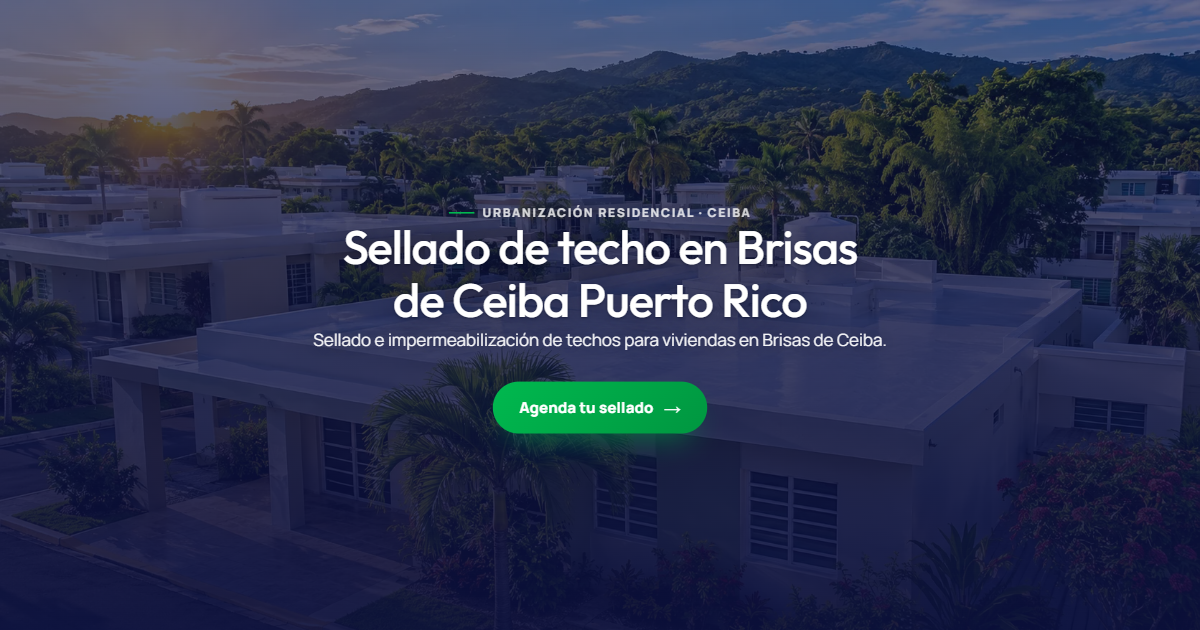 URBANIZACIÓN RESIDENCIAL · CEIBA
Sellado de techo en Brisas
de Ceiba Puerto Rico
Sellado e impermeabilización de techos para viviendas en Brisas de Ceiba.
Agenda tu sellado →